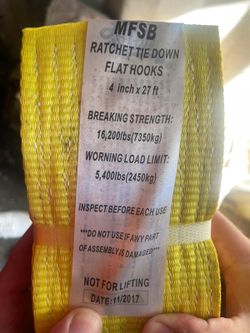 MFSB
RATCHET TIE DOWN
FLAT HOOKS
4 inch x 27 ft
BREAKING STRENGTH:
16,200lbs(7350kg)
WORNING LOAD LIMIT:
5,400lbs(2450kg)
INSPECT BEFORE EACH USE
***DO NOT USE IF AWY PART
OF ASSEMBLY IS DAMAGED***
NOT FOR LIFTING
DATE:11/2017